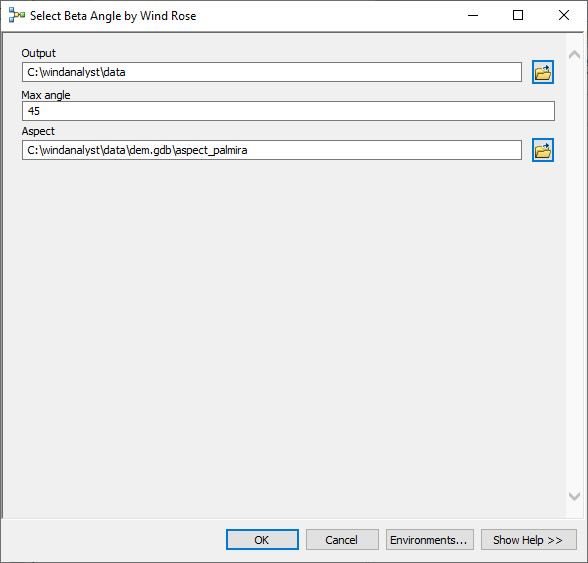 Select Beta Angle by Wind Rose
Output
C:\windanalyst\data
Max angle
45
Aspect
C:\windanalyst\data\dem.gdb\aspect_palmira
OK Cancel Environments... Show Help >>